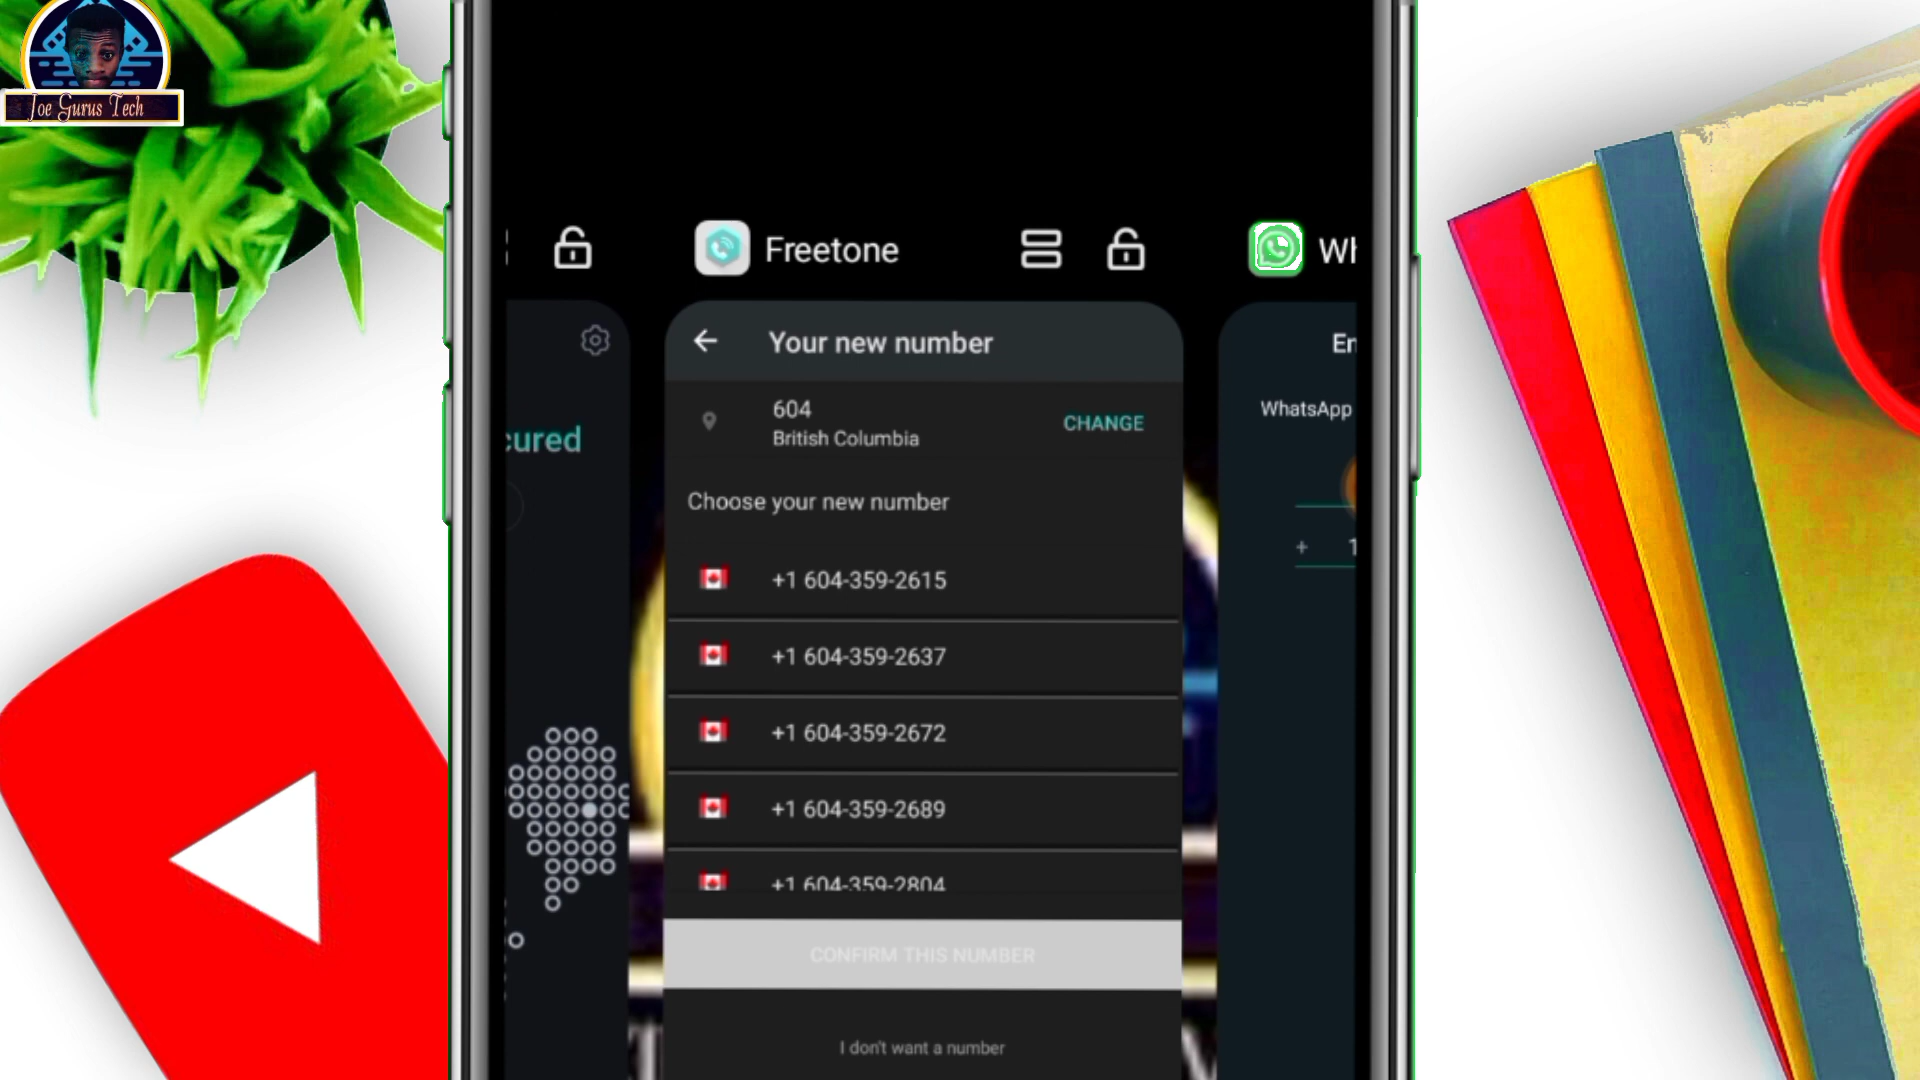 Joe Gurus Tech
Freetone
Your new number
604
British Columbia
CHANGE
Choose your new number
+1 604-359-2615
+1 604-359-2637
+1 604-359-2672
+1 604-359-2689
+1 604-359-2804
CONFIRM THIS NUMBER
I don't want a number
cured
Wh
En
WhatsApp
+ 1